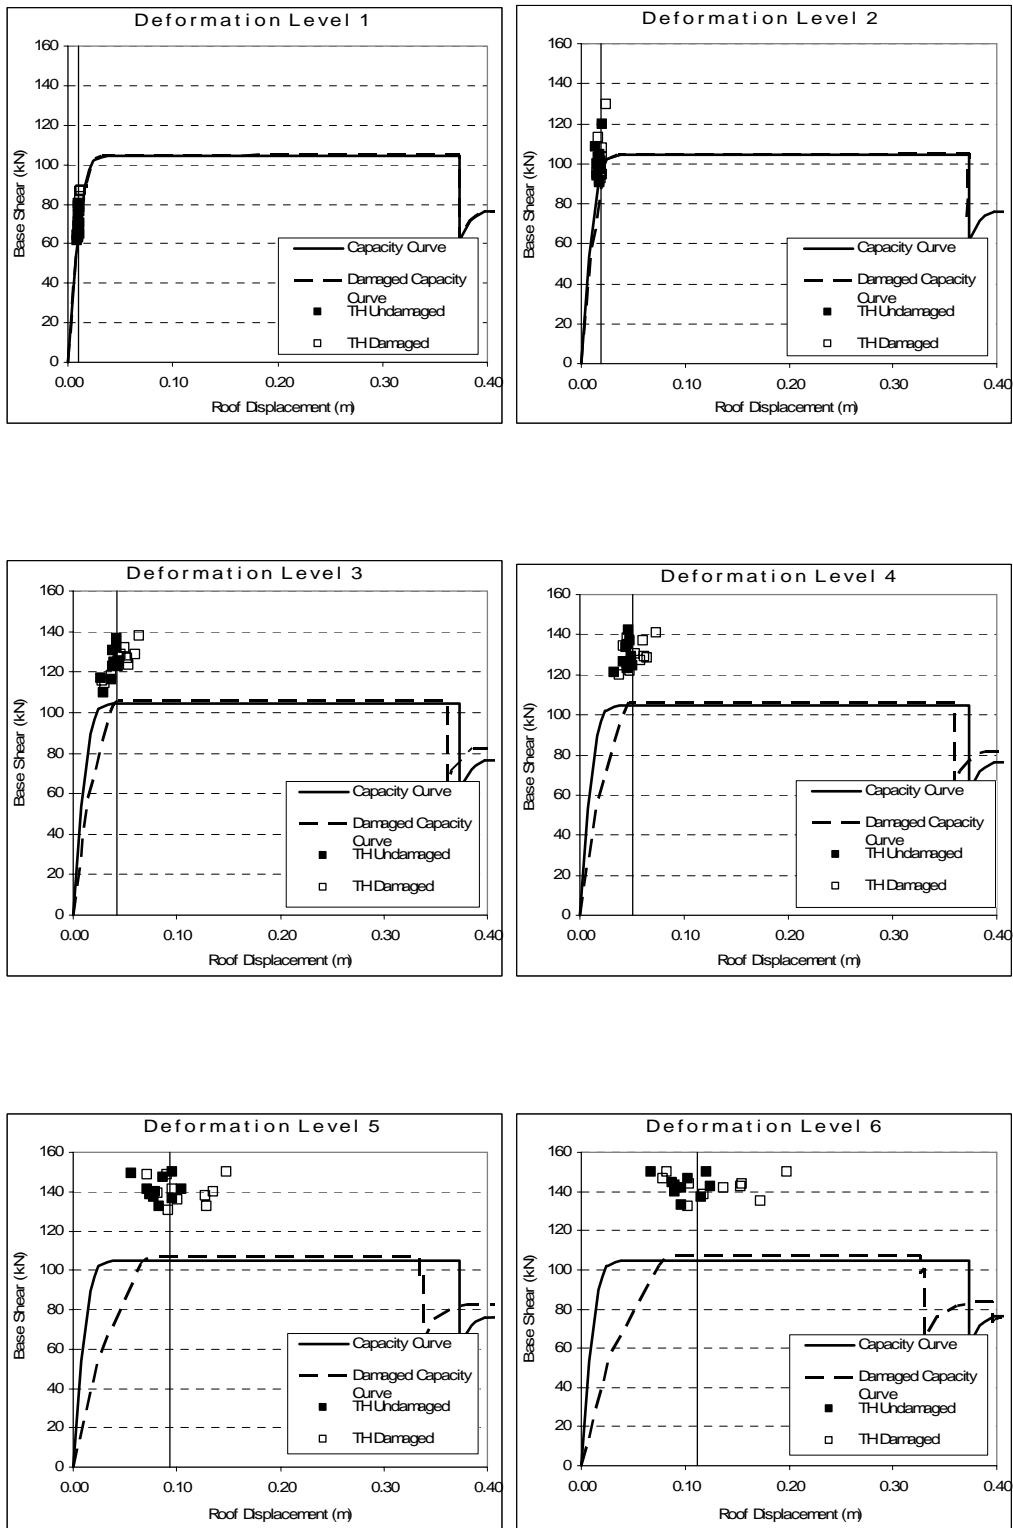 Deformation Level 1
160
140
120
100
80
60
40
20
0
Base Shear (kN)
0.00 0.10 0.20 0.30 0.40
Roof Displacement (m)
Capacity Curve
Damaged Capacity
Curve
TH Undamaged
TH Damaged
Deformation Level 2
160
140
120
100
80
60
40
20
0
Base Shear (kN)
0.00 0.10 0.20 0.30 0.40
Roof Displacement (m)
Capacity Curve
Damaged Capacity
Curve
TH Undamaged
TH Damaged
Deformation Level 3
160
140
120
100
80
60
40
20
0
Base Shear (kN)
0.00 0.10 0.20 0.30 0.40
Roof Displacement (m)
Capacity Curve
Damaged Capacity
Curve
TH Undamaged
TH Damaged
Deformation Level 4
160
140
120
100
80
60
40
20
0
Base Shear (kN)
0.00 0.10 0.20 0.30 0.40
Roof Displacement (m)
Capacity Curve
Damaged Capacity
Curve
TH Undamaged
TH Damaged
Deformation Level 5
160
140
120
100
80
60
40
20
0
Base Shear (kN)
0.00 0.10 0.20 0.30 0.40
Roof Displacement (m)
Capacity Curve
Damaged Capacity
Curve
TH Undamaged
TH Damaged
Deformation Level 6
160
140
120
100
80
60
40
20
0
Base Shear (kN)
0.00 0.10 0.20 0.30 0.40
Roof Displacement (m)
Capacity Curve
Damaged Capacity
Curve
TH Undamaged
TH Damaged